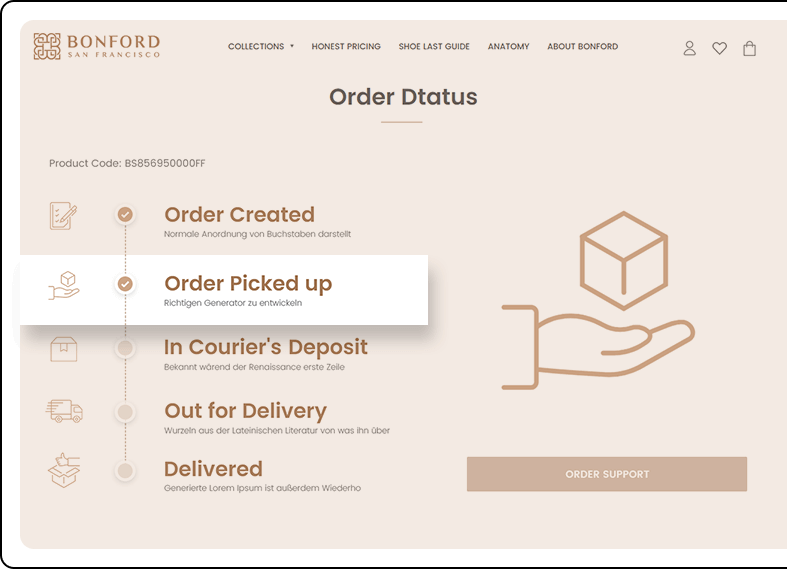 BONFORD
SAN FRANCISCO
COLLECTIONS
HONEST PRICING
SHOE LAST GUIDE
ANATOMY
ABOUT BONFORD
Order Dtatus
Product Code: BS856950000FF
Order Created
Normale Anordnung von Buchstaben darstellt
Order Picked up
Richtigen Generator zu entwickeln
In Courier's Deposit
Bekannt wárend der Renaissance erste Zeile
Out for Delivery
Wurzeln aus der Lateinischen Literatur von was ihn über
Delivered
Generierte Lorem Ipsum ist außerdem Wiederho
ORDER SUPPORT